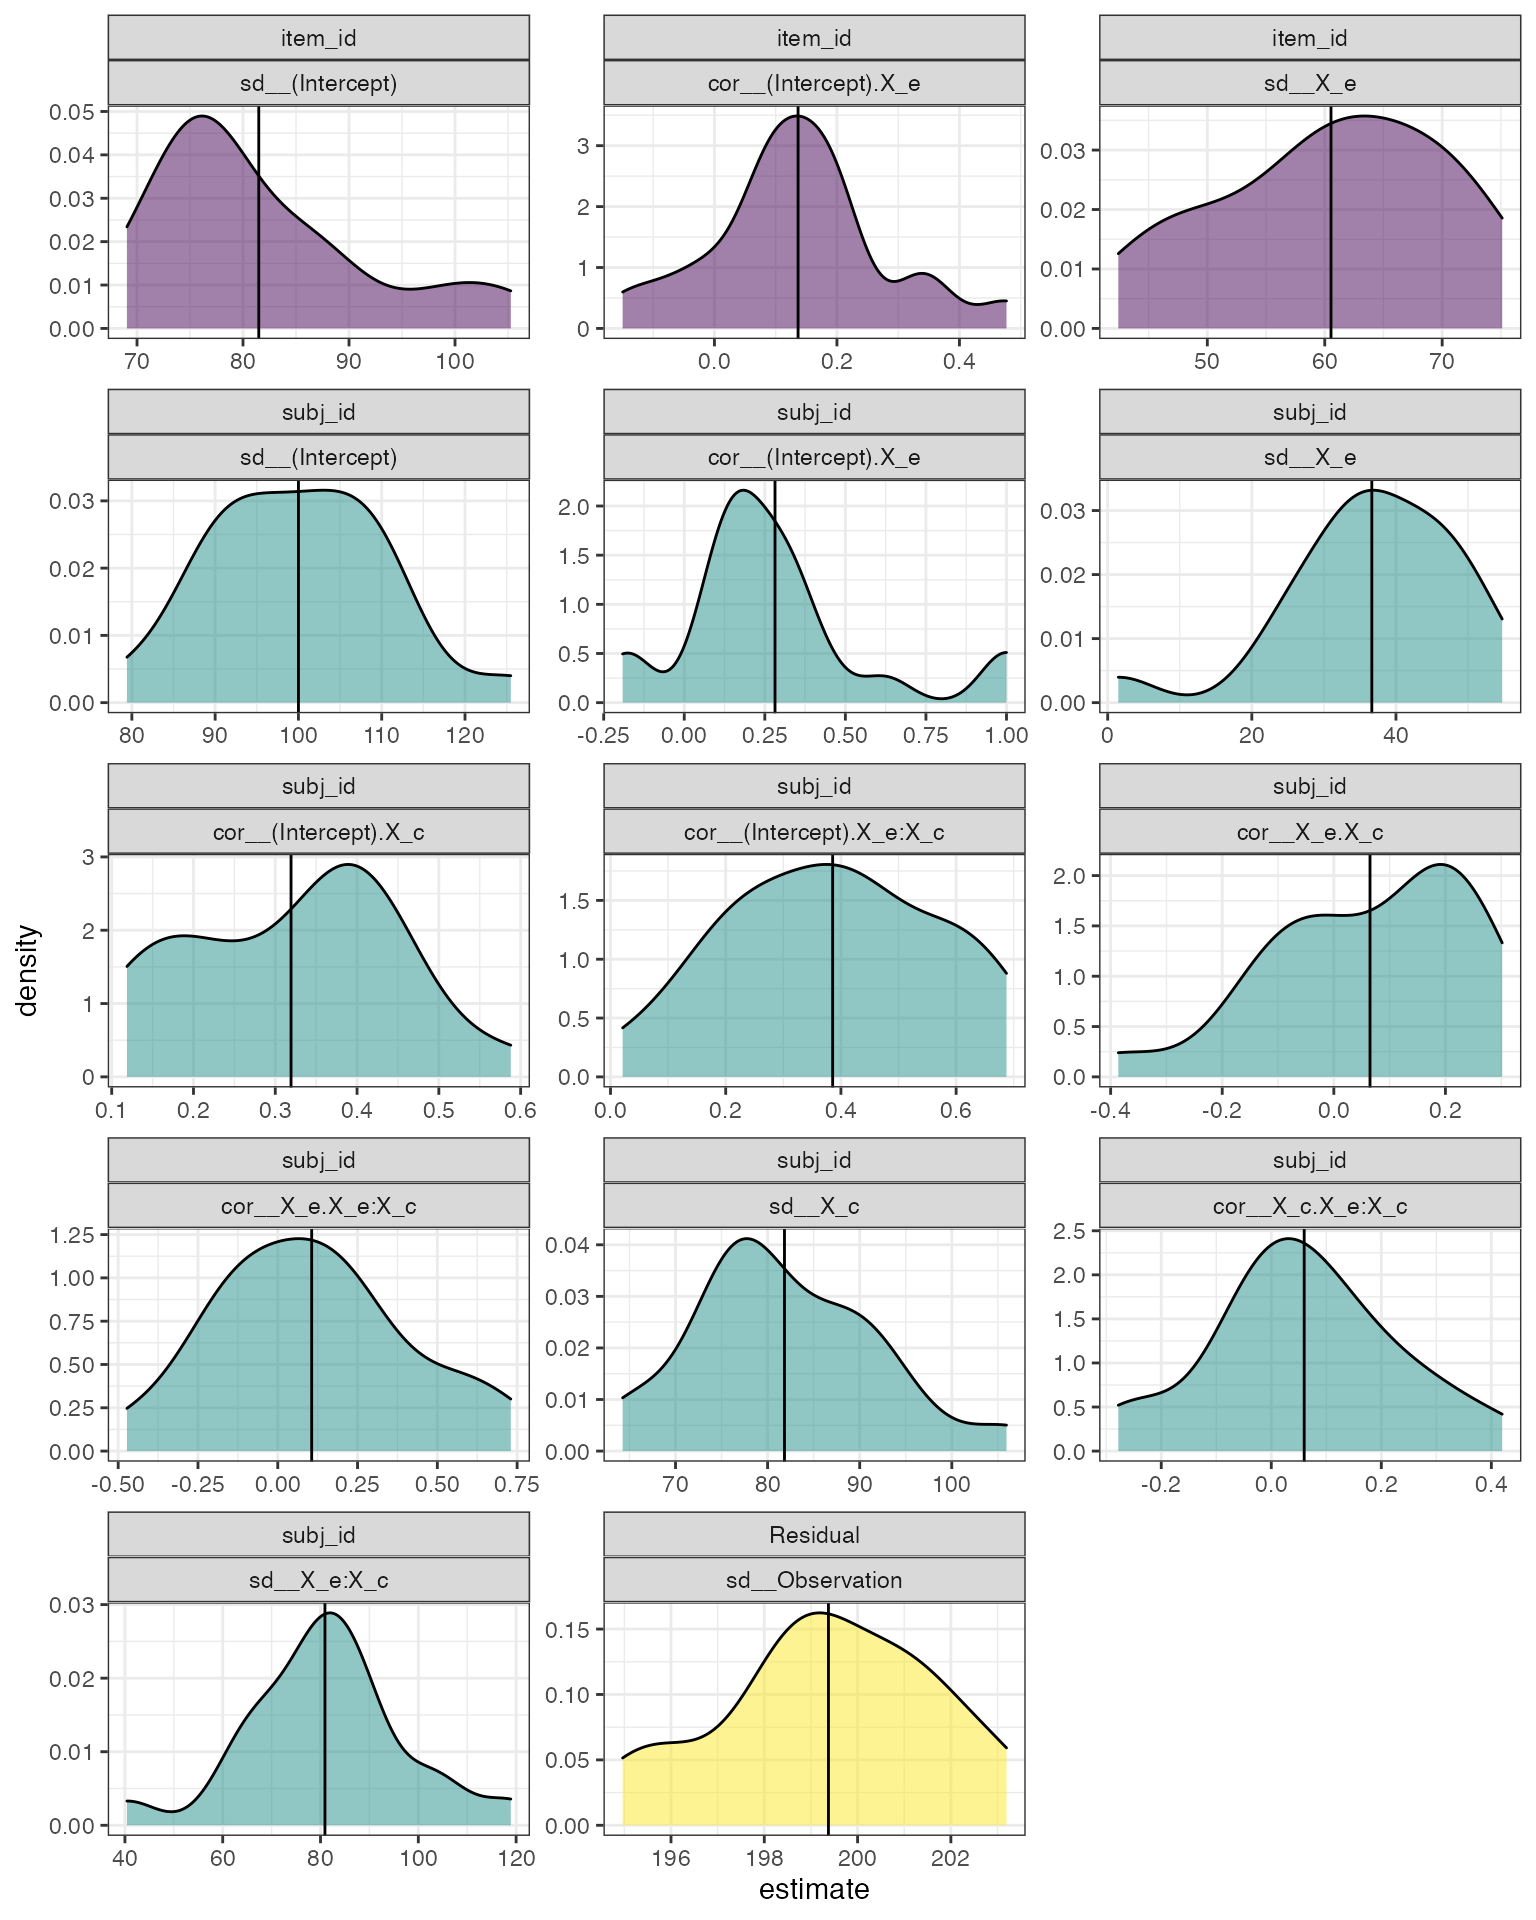 item_id
item_id
item_id
sd__(Intercept)
cor__(Intercept).X_e
sd__X_e
0.05
0.04
0.03
0.02
0.01
0.00
70 80 90 100
3
2
1
0
0.0 0.2 0.4
0.03
0.02
0.01
0.00
50 60 70
subj_id
subj_id
subj_id
sd__(Intercept)
cor__(Intercept).X_e
sd__X_e
0.03
0.02
0.01
0.00
80 90 100 110 120
2.0
1.5
1.0
0.5
0.0
-0.25 0.00 0.25 0.50 0.75 1.00
0.03
0.02
0.01
0.00
0 20 40
subj_id
subj_id
subj_id
cor__(Intercept).X_c
cor__(Intercept).X_e:X_c
cor__X_e.X_c
3
2
1
0
0.1 0.2 0.3 0.4 0.5 0.6
1.5
1.0
0.5
0.0
0.0 0.2 0.4 0.6
2.0
1.5
1.0
0.5
0.0
-0.4 -0.2 0.0 0.2
density
subj_id
subj_id
subj_id
cor__X_e.X_e:X_c
sd__X_c
cor__X_c.X_e:X_c
1.25
1.00
0.75
0.50
0.25
0.00
-0.50 -0.25 0.00 0.25 0.50 0.75
0.04
0.03
0.02
0.01
0.00
70 80 90 100
2.5
2.0
1.5
1.0
0.5
0.0
-0.2 0.0 0.2 0.4
subj_id
Residual
sd__X_e:X_c
sd__Observation
0.03
0.02
0.01
0.00
40 60 80 100 120
0.15
0.10
0.05
0.00
196 198 200 202
estimate